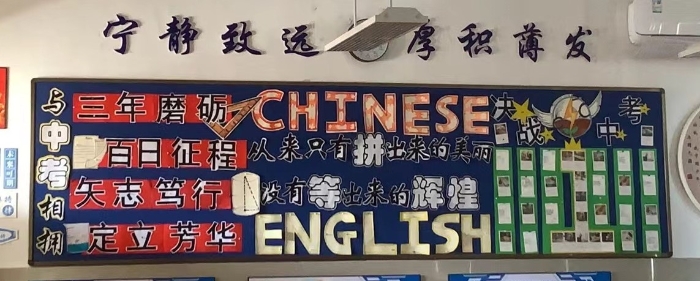 宁静致远 厚积薄发
与中考相拥
三年磨砺
百日征程
矢志笃行
定立芳华
CHINESE
从来只有拼出来的美丽
没有等出来的辉煌
ENGLISH
决战中考